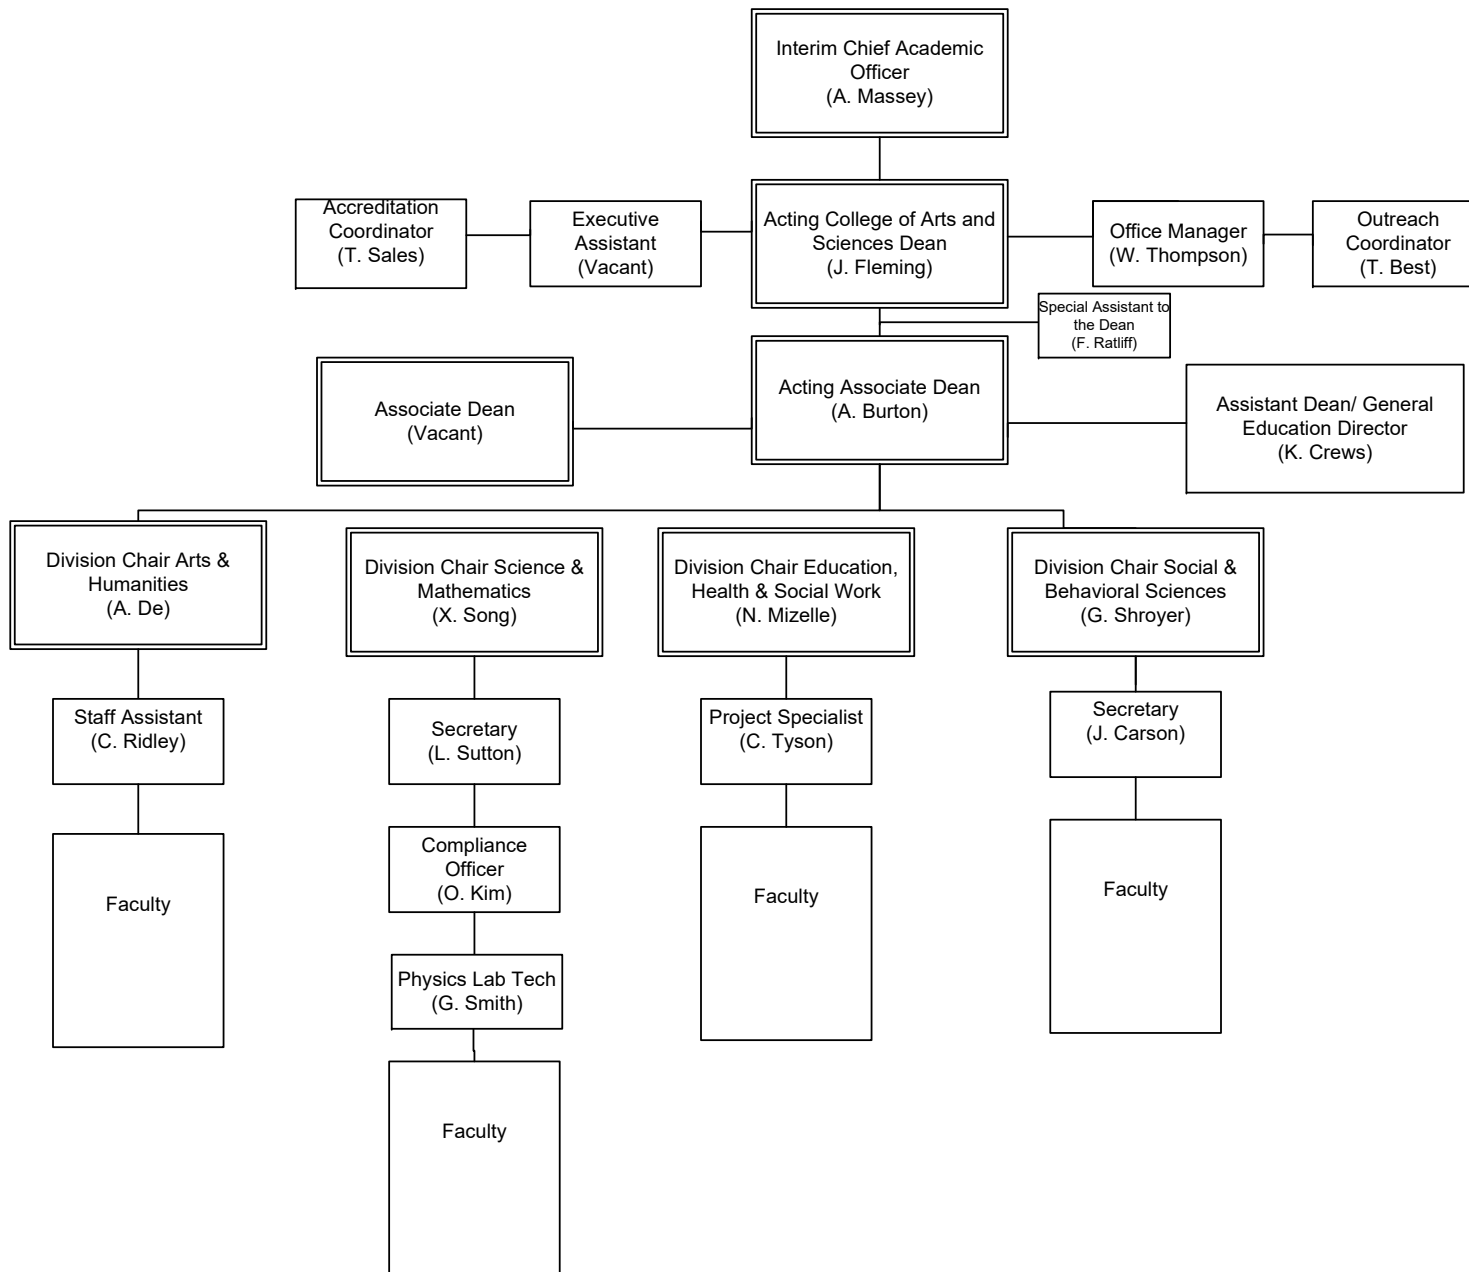 Interim Chief Academic
Officer
(A. Massey)
Accreditation
Coordinator
(T. Sales)
Executive
Assistant
(Vacant)
Acting College of Arts and
Sciences Dean
(J. Fleming)
Office Manager
(W. Thompson)
Outreach
Coordinator
(T. Best)
Special Assistant to
the Dean
(F. Ratliff)
Associate Dean
(Vacant)
Acting Associate Dean
(A. Burton)
Assistant Dean/ General
Education Director
(K. Crews)
Division Chair Arts &
Humanities
(A. De)
Division Chair Science &
Mathematics
(X. Song)
Division Chair Education,
Health & Social Work
(N. Mizelle)
Division Chair Social &
Behavioral Sciences
(G. Shroyer)
Staff Assistant
(C. Ridley)
Secretary
(L. Sutton)
Project Specialist
(C. Tyson)
Secretary
(J. Carson)
Faculty
Compliance
Officer
(O. Kim)
Faculty
Faculty
Physics Lab Tech
(G. Smith)
Faculty